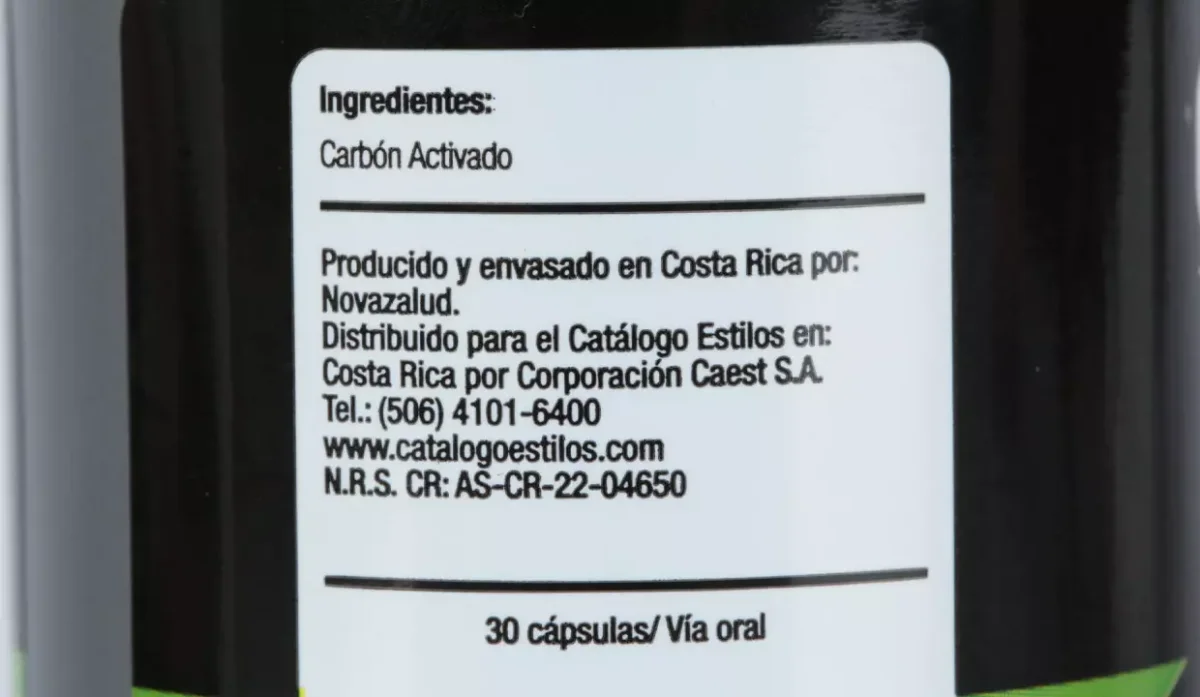 Ingredientes:
Carbón Activado
Producido y envasado en Costa Rica por:
Novazalud.
Distribuido para el Catálogo Estilos en:
Costa Rica por Corporación Caest S.A.
Tel.: (506) 4101-6400
www.catalogoestilos.com
N.R.S. CR: AS-CR-22-04650
30 cápsulas/ Vía oral